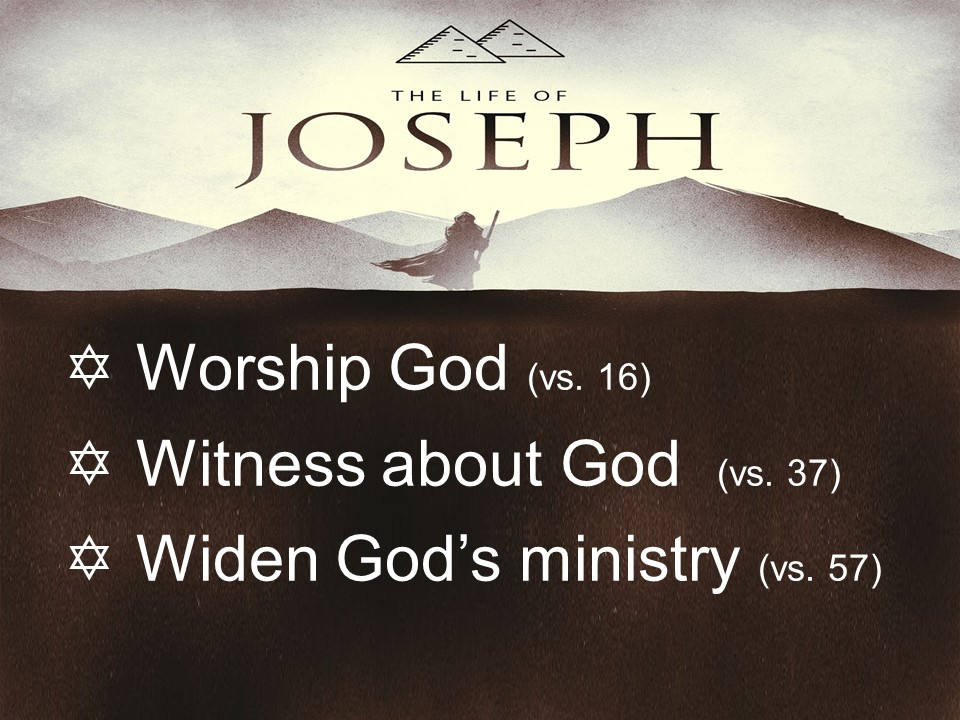 THE LIFE OF
JOSEPH
✡ Worship God (vs. 16)
✡ Witness about God (vs. 37)
✡ Widen God’s ministry (vs. 57)